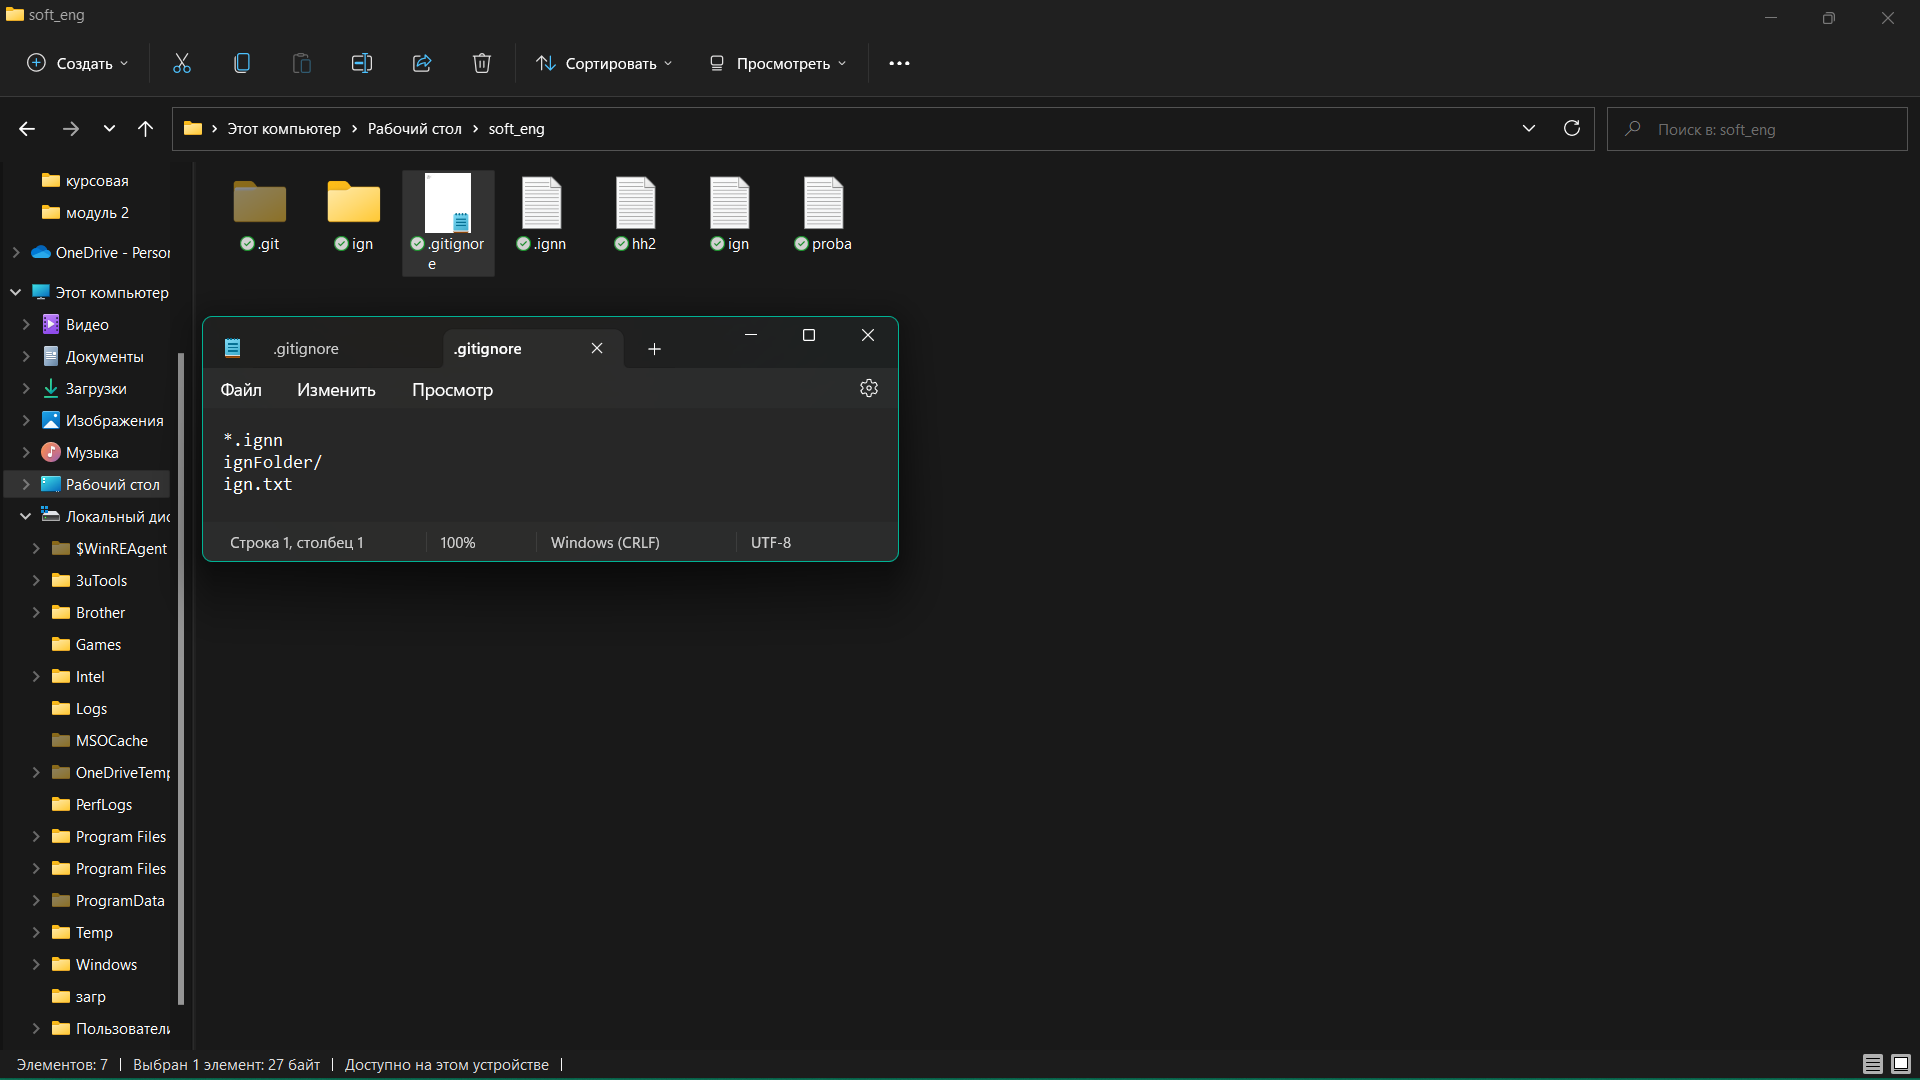 soft_eng
Создать
Сортировать
Просмотреть
Этот компьютер
Рабочий стол
soft_eng
Поиск в: soft_eng
курсовая
модуль 2
OneDrive - Persor
Этот компьютер
Видео
Документы
Загрузки
Изображения
Музыка
Рабочий стол
Локальный дис
$WinREAgent
3uTools
Brother
Games
Intel
Logs
MSOCache
OneDriveTemp
PerfLogs
Program Files
Program Files
ProgramData
Temp
Windows
загр
Пользователи
.git
ign
.gitignor
e
.ignn
hh2
ign
proba
.gitignore
.gitignore
Файл Изменить Просмотр
*.ignn
ignFolder/
ign.txt
Строка 1, столбец 1
100%
Windows (CRLF)
UTF-8
Элементов: 7
Выбран 1 элемент: 27 байт
Доступно на этом устройстве